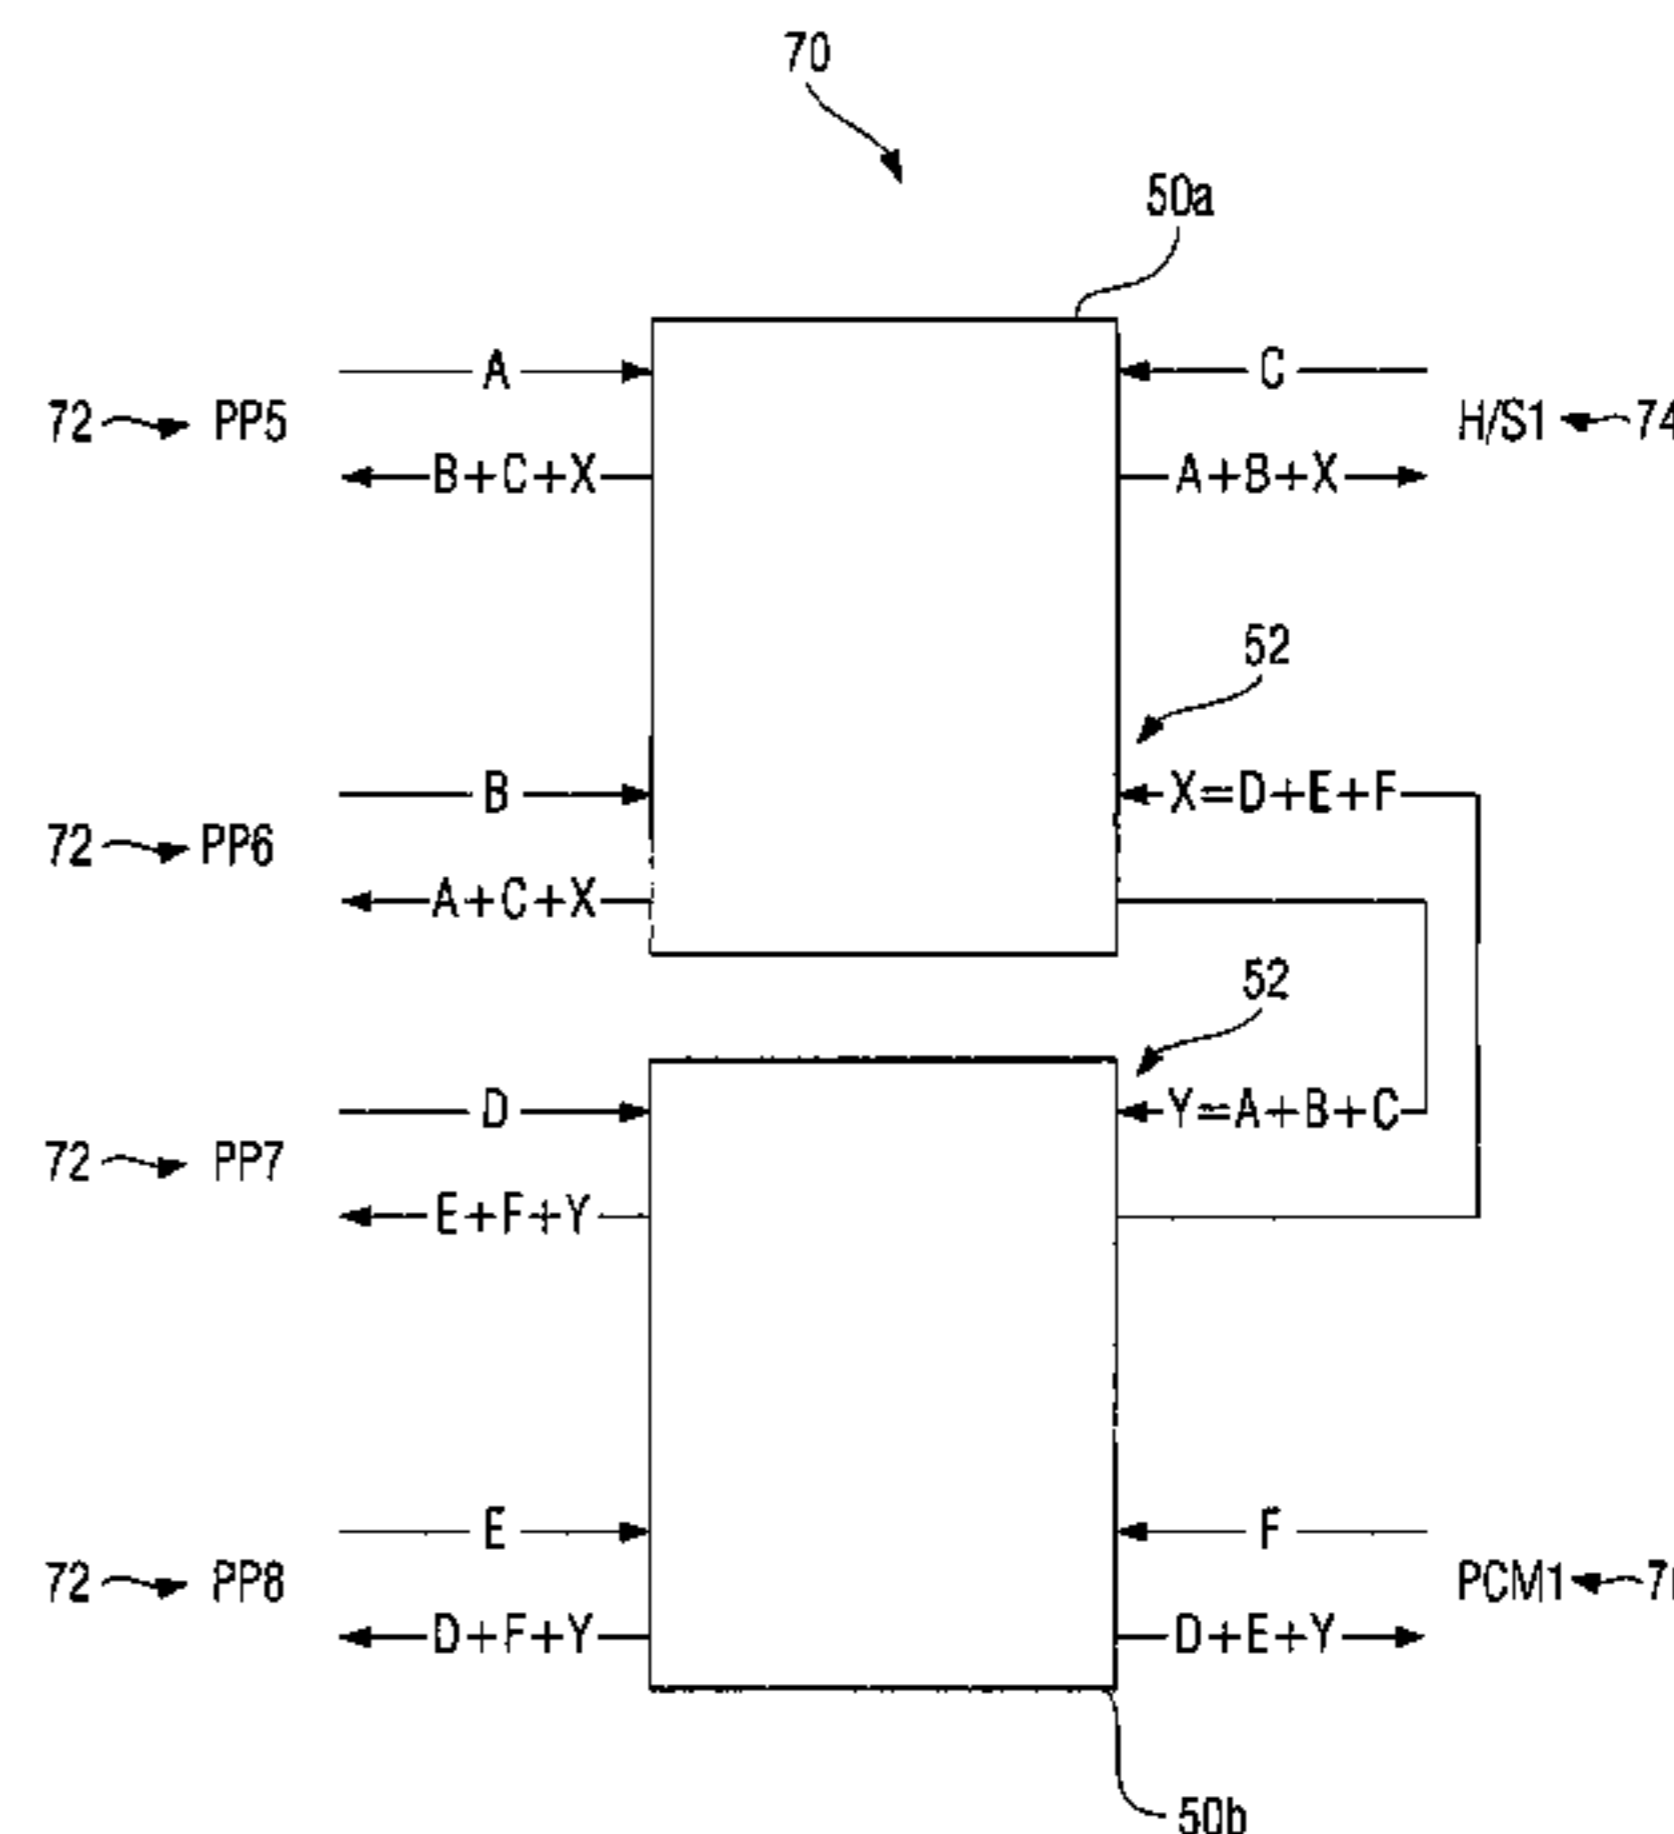 70
50a
A
C
72 PP5
H/S1 74
B+C+X
A+B+X
52
B
X=D+E+F
72 PP6
A+C+X
52
D
Y=A+B+C
72 PP7
E+F+Y
E
F
72 PP8
PCM1
D+F+Y
D+E+Y
50b